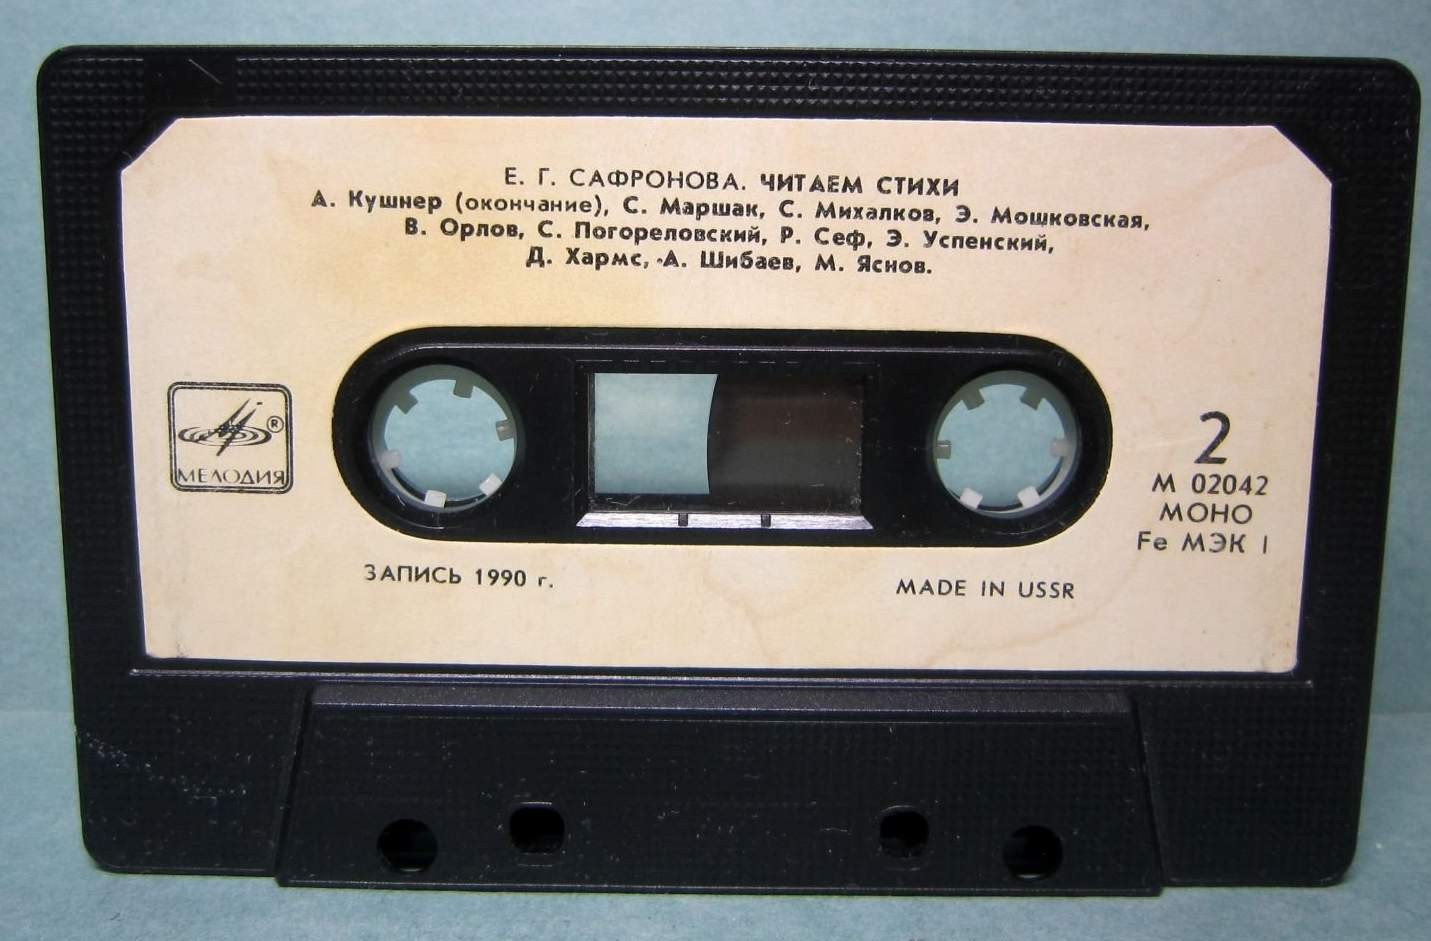 Е. Г. САФРОНОВА. ЧИТАЕМ СТИХИ
А. Кушнер (окончание), С. Маршак, С. Михалков, Э. Мошковская,
В. Орлов, С. Погореловский, Р. Сеф, Э. Успенский,
Д. Хармс, А. Шибаев, М. Яснов.
®
МЕЛОДИЯ
2
М 02042
МОНО
Fe МЭК I
ЗАПИСЬ 1990 г.
MADE IN USSR